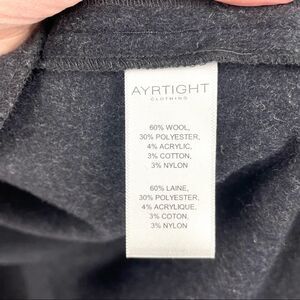 AYRTIGHT
CLOTHING
60% WOOL,
30% POLYESTER,
4% ACRYLIC,
3% COTTON,
3% NYLON
60% LAINE,
30% POLYESTER,
4% ACRYLIQUE,
3% COTON,
3% NYLON